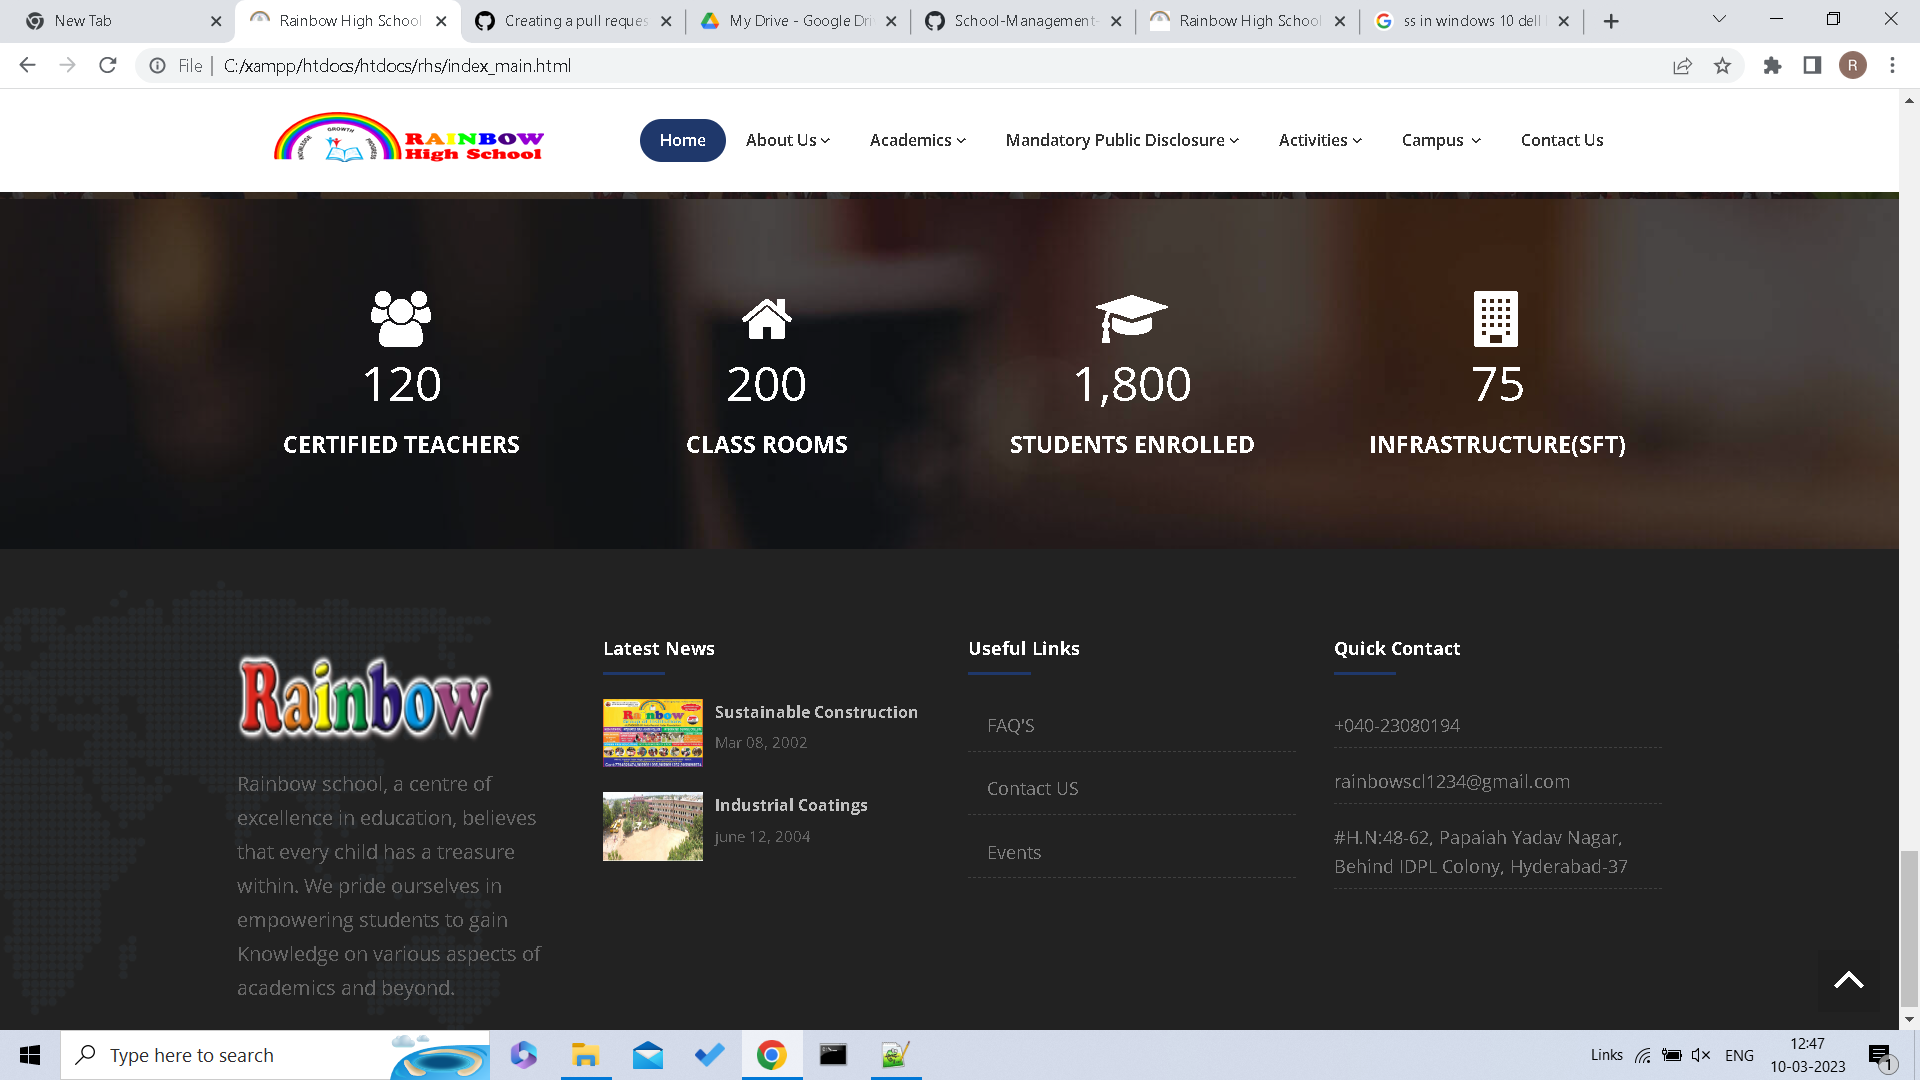 New Tab
Rainbow High School
Creating a pull reques
My Drive - Google Dri
School-Management-
Rainbow High School
ss in windows 10 dell
File | C:/xampp/htdocs/htdocs/rhs/index_main.html
R
KNOWLEDGE GROWTH PROGRESS
RAINBOW
High School
Home
About Us
Academics
Mandatory Public Disclosure
Activities
Campus
Contact Us
120
200
1,800
75
CERTIFIED TEACHERS
CLASS ROOMS
STUDENTS ENROLLED
INFRASTRUCTURE(SFT)
Rainbow
Rainbow school, a centre of
excellence in education, believes
that every child has a treasure
within. We pride ourselves in
empowering students to gain
Knowledge on various aspects of
academics and beyond.
Latest News
Rainbow
Sustainable Construction
Mar 08, 2002
Industrial Coatings
june 12, 2004
Useful Links
FAQ'S
Contact US
Events
Quick Contact
+040-23080194
rainbowscl1234@gmail.com
#H.N:48-62, Papaiah Yadav Nagar,
Behind IDPL Colony, Hyderabad-37
Type here to search
Links
ENG
12:47
10-03-2023
1